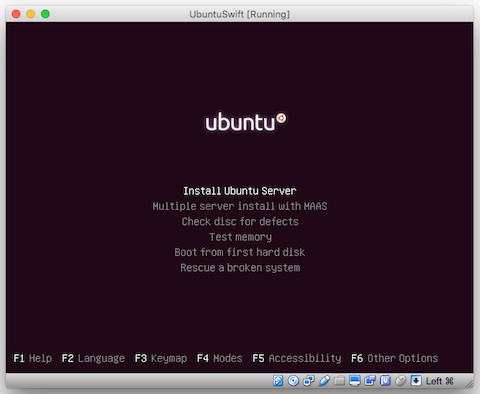 UbuntuSwift [Running]
ubuntu
Install Ubuntu Server
Multiple server install with MAAS
Check disc for defects
Test memory
Boot from first hard disk
Rescue a broken system
F1 Help F2 Language F3 Keymap F4 Modes F5 Accessibility F6 Other Options
Left ⌘